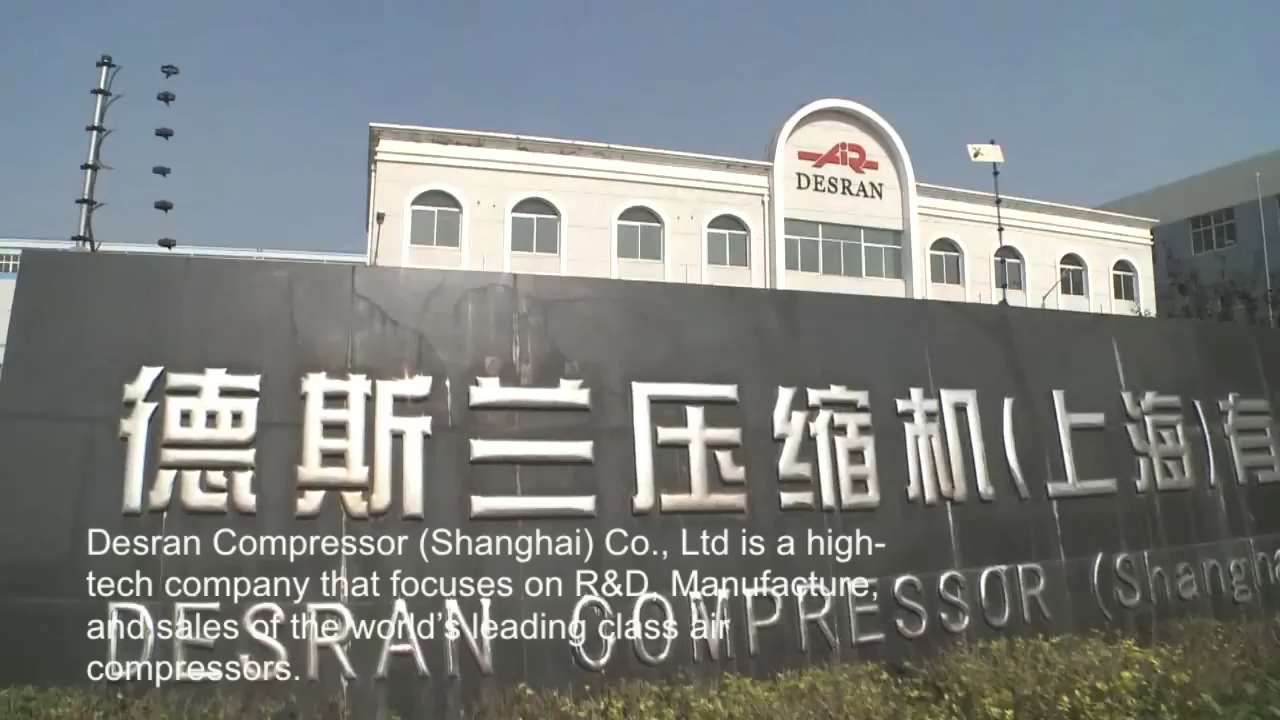 AiR
DESRAN
德斯兰压缩机(上海)有
Desran Compressor (Shanghai) Co., Ltd is a high-
tech company that focuses on R&D, Manufacture,
and sales of the world's leading class air
compressors.
DESRAN COMPRESSOR (Shangha